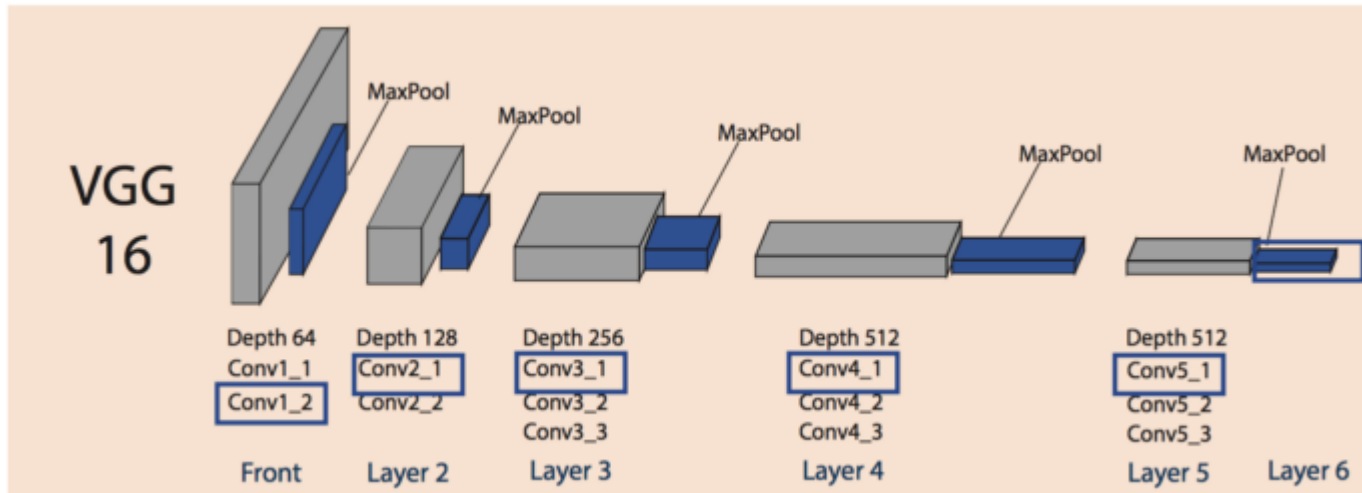 VGG
16
MaxPool
MaxPool
MaxPool
MaxPool
MaxPool
Depth 64
Conv1_1
Conv1_2
Front
Depth 128
Conv2_1
Conv2_2
Layer 2
Depth 256
Conv3_1
Conv3_2
Conv3_3
Layer 3
Depth 512
Conv4_1
Conv4_2
Conv4_3
Layer 4
Depth 512
Conv5_1
Conv5_2
Conv5_3
Layer 5
Layer 6